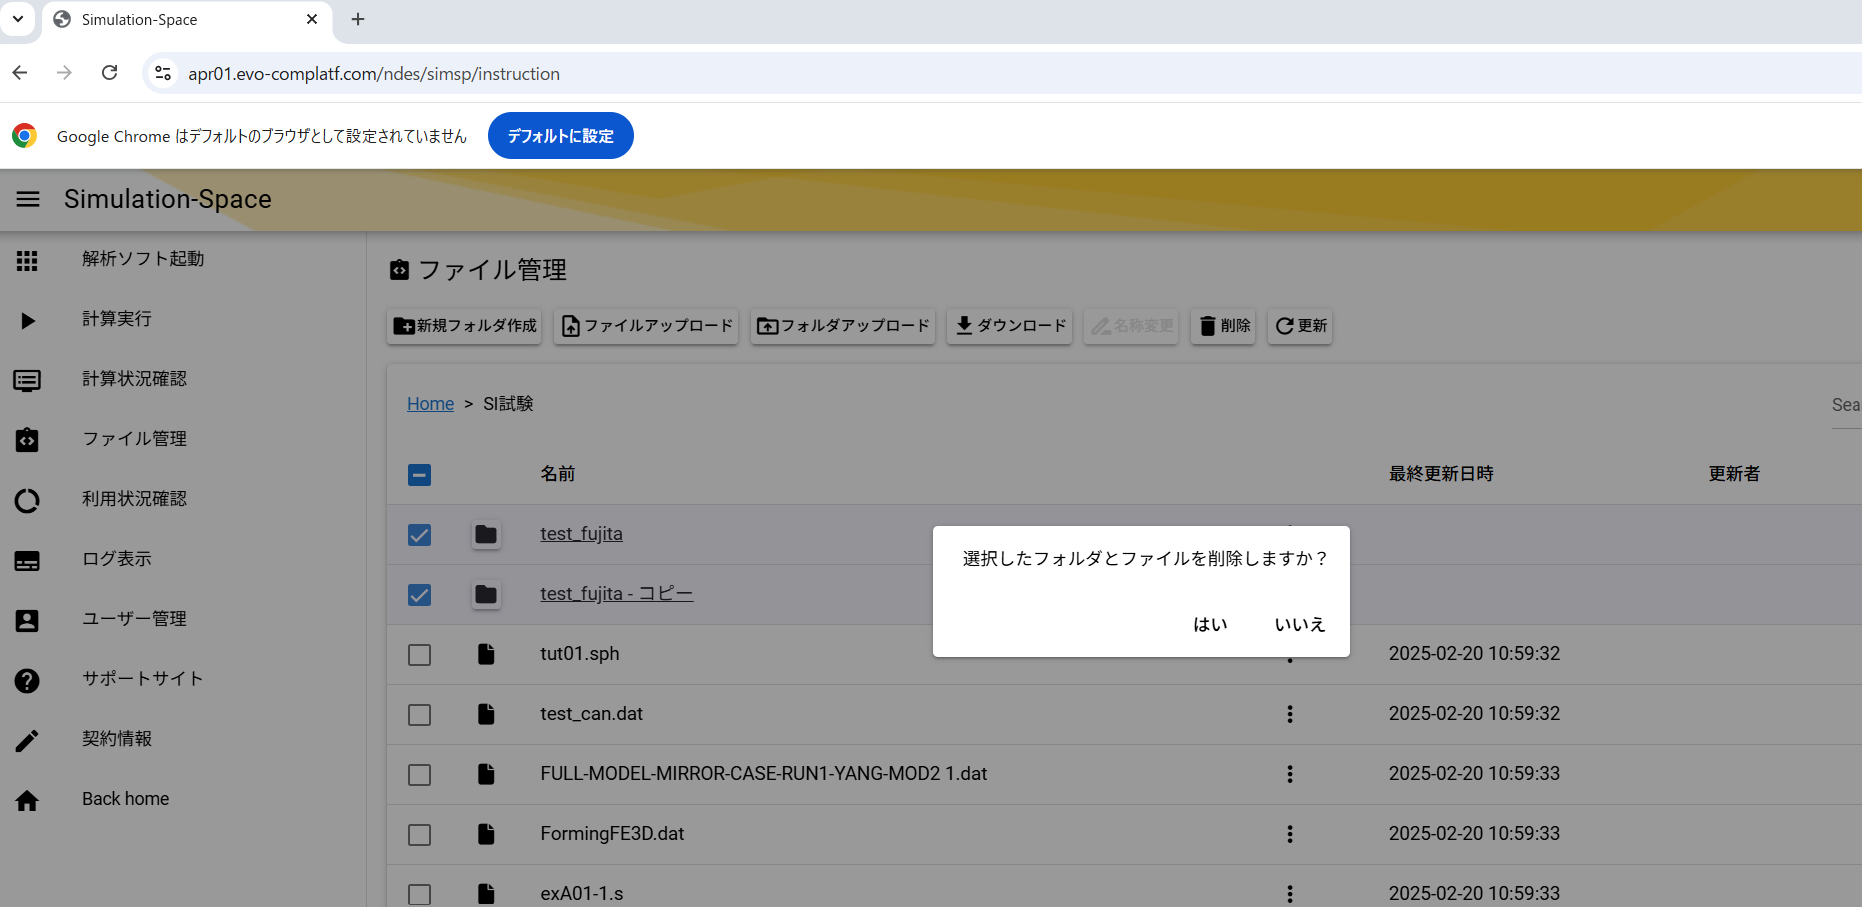 Simulation-Space
apr01.evo-complatf.com/ndes/simsp/instruction
Google Chrome はデフォルトのブラウザとして設定されていません
デフォルトに設定
Simulation-Space
解析ソフト起動
計算実行
計算状況確認
ファイル管理
利用状況確認
ログ表示
ユーザー管理
サポートサイト
契約情報
Back home
ファイル管理
新規フォルダ作成 ファイルアップロード フォルダアップロード ダウンロード 名称変更 削除 更新
Home > SI試験
Sea
名前 最終更新日時 更新者
test_fujita
test_fujita - コピー
選択したフォルダとファイルを削除しますか？
はい いいえ
tut01.sph 2025-02-20 10:59:32
test_can.dat 2025-02-20 10:59:32
FULL-MODEL-MIRROR-CASE-RUN1-YANG-MOD2 1.dat 2025-02-20 10:59:33
FormingFE3D.dat 2025-02-20 10:59:33
exA01-1.s 2025-02-20 10:59:33